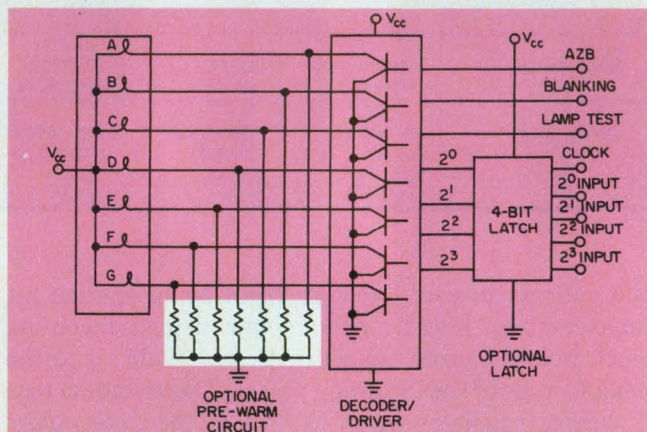 VCC
VCC
A
AZB
B
BLANKING
C
LAMP TEST
VCC
D
2⁰
CLOCK
2⁰ INPUT
E
2¹
4-BIT
LATCH
2¹ INPUT
F
2²
2² INPUT
G
2³
2³ INPUT
OPTIONAL
LATCH
OPTIONAL
PRE-WARM
CIRCUIT
DECODER/
DRIVER